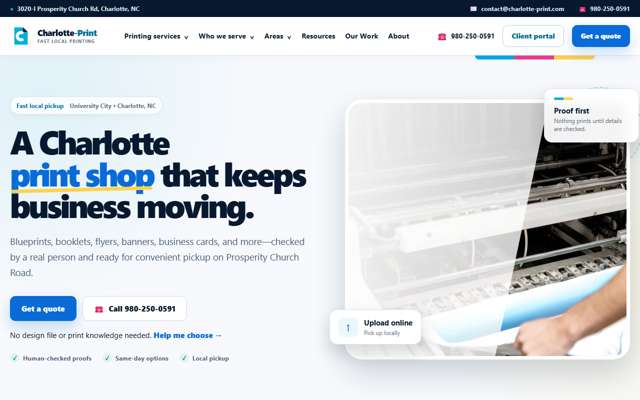 3020-I Prosperity Church Rd, Charlotte, NC
contact@charlotte-print.com
980-250-0591
Charlotte-Print
FAST LOCAL PRINTING
Printing services
Who we serve
Areas
Resources
Our Work
About
980-250-0591
Client portal
Get a quote
Fast local pickup
University City • Charlotte, NC
A Charlotte
print shop that keeps
business moving.
Blueprints, booklets, flyers, banners, business cards, and more—checked
by a real person and ready for convenient pickup on Prosperity Church
Road.
Get a quote
Call 980-250-0591
No design file or print knowledge needed. Help me choose →
✓ Human-checked proofs
✓ Same-day options
✓ Local pickup
Proof first
Nothing prints until details
are checked.
↑ Upload online
Pick up locally